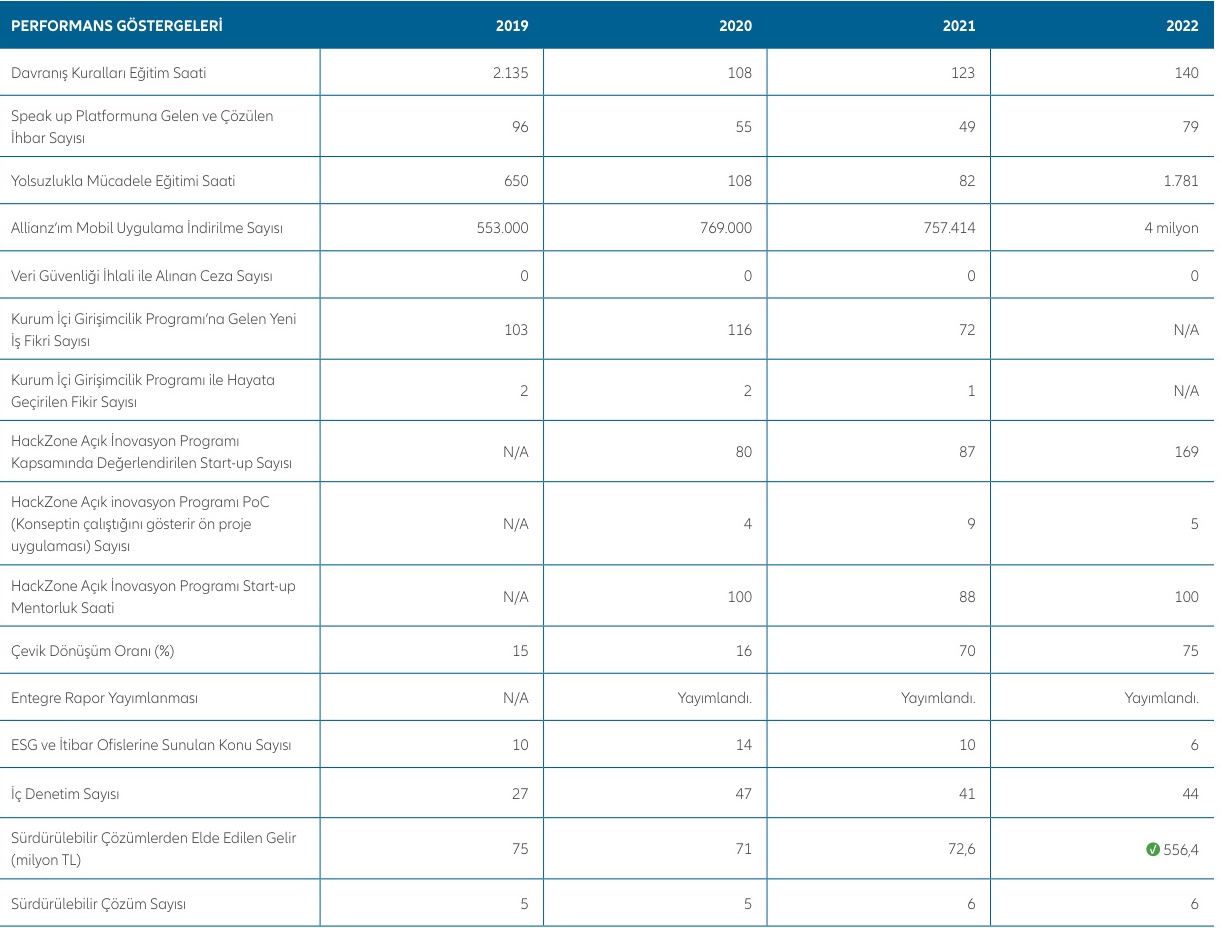 PERFORMANS GÖSTERGELERİ 2019 2020 2021 2022
Davranış Kuralları Eğitim Saati 2.135 108 123 140
Speak up Platformuna Gelen ve Çözülen
İhbar Sayısı 96 55 49 79
Yolsuzlukla Mücadele Eğitimi Saati 650 108 82 1.781
Allianz'ım Mobil Uygulama İndirilme Sayısı 553.000 769.000 757.414 4 milyon
Veri Güvenliği İhlali ile Alınan Ceza Sayısı 0 0 0 0
Kurum İçi Girişimcilik Programı'na Gelen Yeni
İş Fikri Sayısı 103 116 72 N/A
Kurum İçi Girişimcilik Programı ile Hayata
Geçirilen Fikir Sayısı 2 2 1 N/A
HackZone Açık İnovasyon Programı
Kapsamında Değerlendirilen Start-up Sayısı N/A 80 87 169
HackZone Açık inovasyon Programı PoC
(Konseptin çalıştığını gösterir ön proje N/A 4 9 5
uygulaması) Sayısı
HackZone Açık İnovasyon Programı Start-up
Mentorluk Saati N/A 100 88 100
Çevik Dönüşüm Oranı (%) 15 16 70 75
Entegre Rapor Yayımlanması N/A Yayımlandı. Yayımlandı. Yayımlandı.
ESG ve İtibar Ofislerine Sunulan Konu Sayısı 10 14 10 6
İç Denetim Sayısı 27 47 41 44
Sürdürülebilir Çözümlerden Elde Edilen Gelir
(milyon TL) 75 71 72,6 556,4
Sürdürülebilir Çözüm Sayısı 5 5 6 6